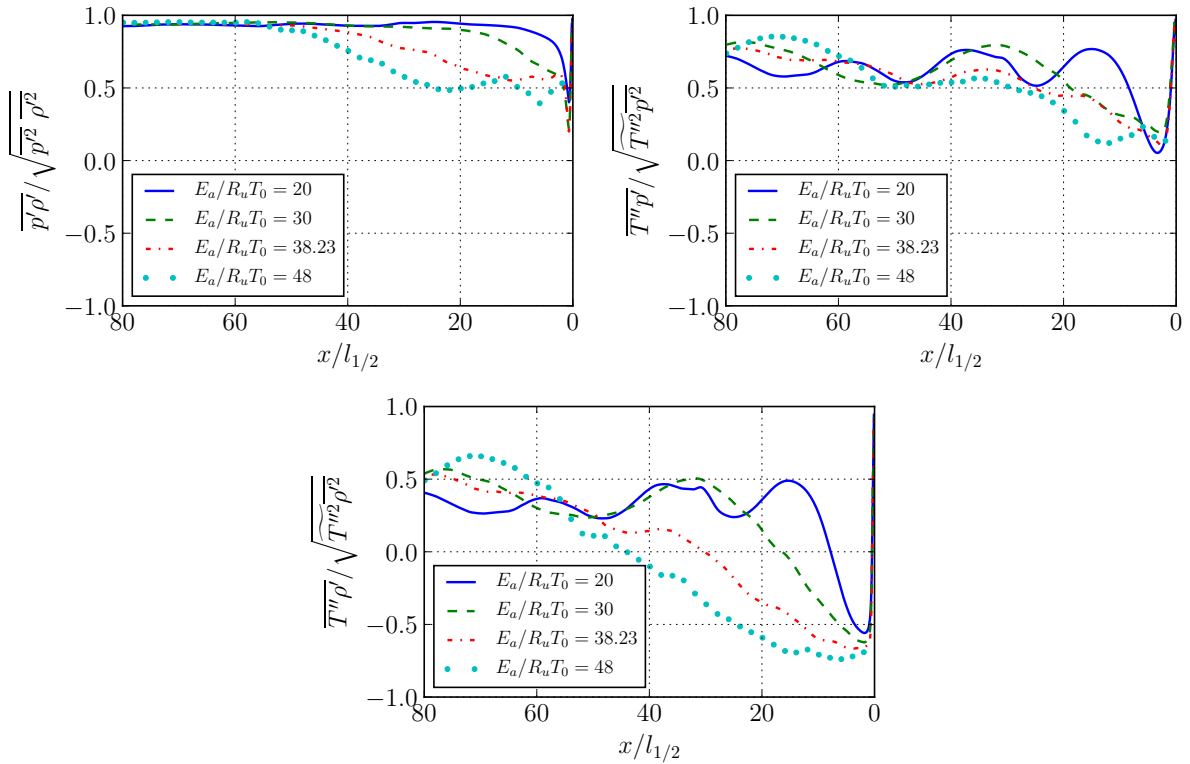 1.0
0.5
0.0
−0.5
−1.0
80
60
40
20
0
x/l_{1/2}
\overline{p′ρ′}/\sqrt{\overline{p′^2} \overline{ρ′^2}}
E_a/R_uT_0 = 20
E_a/R_uT_0 = 30
E_a/R_uT_0 = 38.23
E_a/R_uT_0 = 48
1.0
0.5
0.0
−0.5
−1.0
80
60
40
20
0
x/l_{1/2}
\overline{T″p′}/\sqrt{\widetilde{T″^2}\overline{p′^2}}
E_a/R_uT_0 = 20
E_a/R_uT_0 = 30
E_a/R_uT_0 = 38.23
E_a/R_uT_0 = 48
1.0
0.5
0.0
−0.5
−1.0
80
60
40
20
0
x/l_{1/2}
\overline{T″ρ′}/\sqrt{\widetilde{T″^2}\overline{ρ′^2}}
E_a/R_uT_0 = 20
E_a/R_uT_0 = 30
E_a/R_uT_0 = 38.23
E_a/R_uT_0 = 48